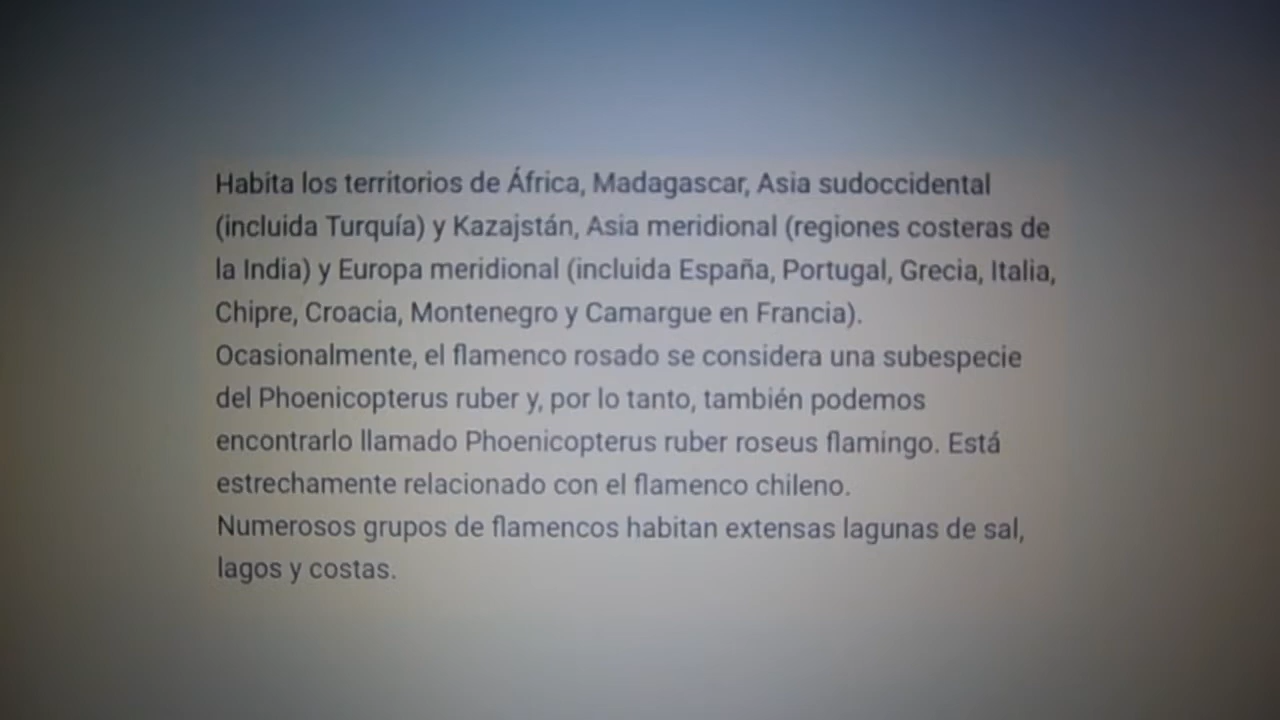 Habita los territorios de África, Madagascar, Asia sudoccidental
(incluida Turquía) y Kazajstán, Asia meridional (regiones costeras de
la India) y Europa meridional (incluida España, Portugal, Grecia, Italia,
Chipre, Croacia, Montenegro y Camargue en Francia).
Ocasionalmente, el flamenco rosado se considera una subespecie
del Phoenicopterus ruber y, por lo tanto, también podemos
encontrarlo llamado Phoenicopterus ruber roseus flamingo. Está
estrechamente relacionado con el flamenco chileno.
Numerosos grupos de flamencos habitan extensas lagunas de sal,
lagos y costas.